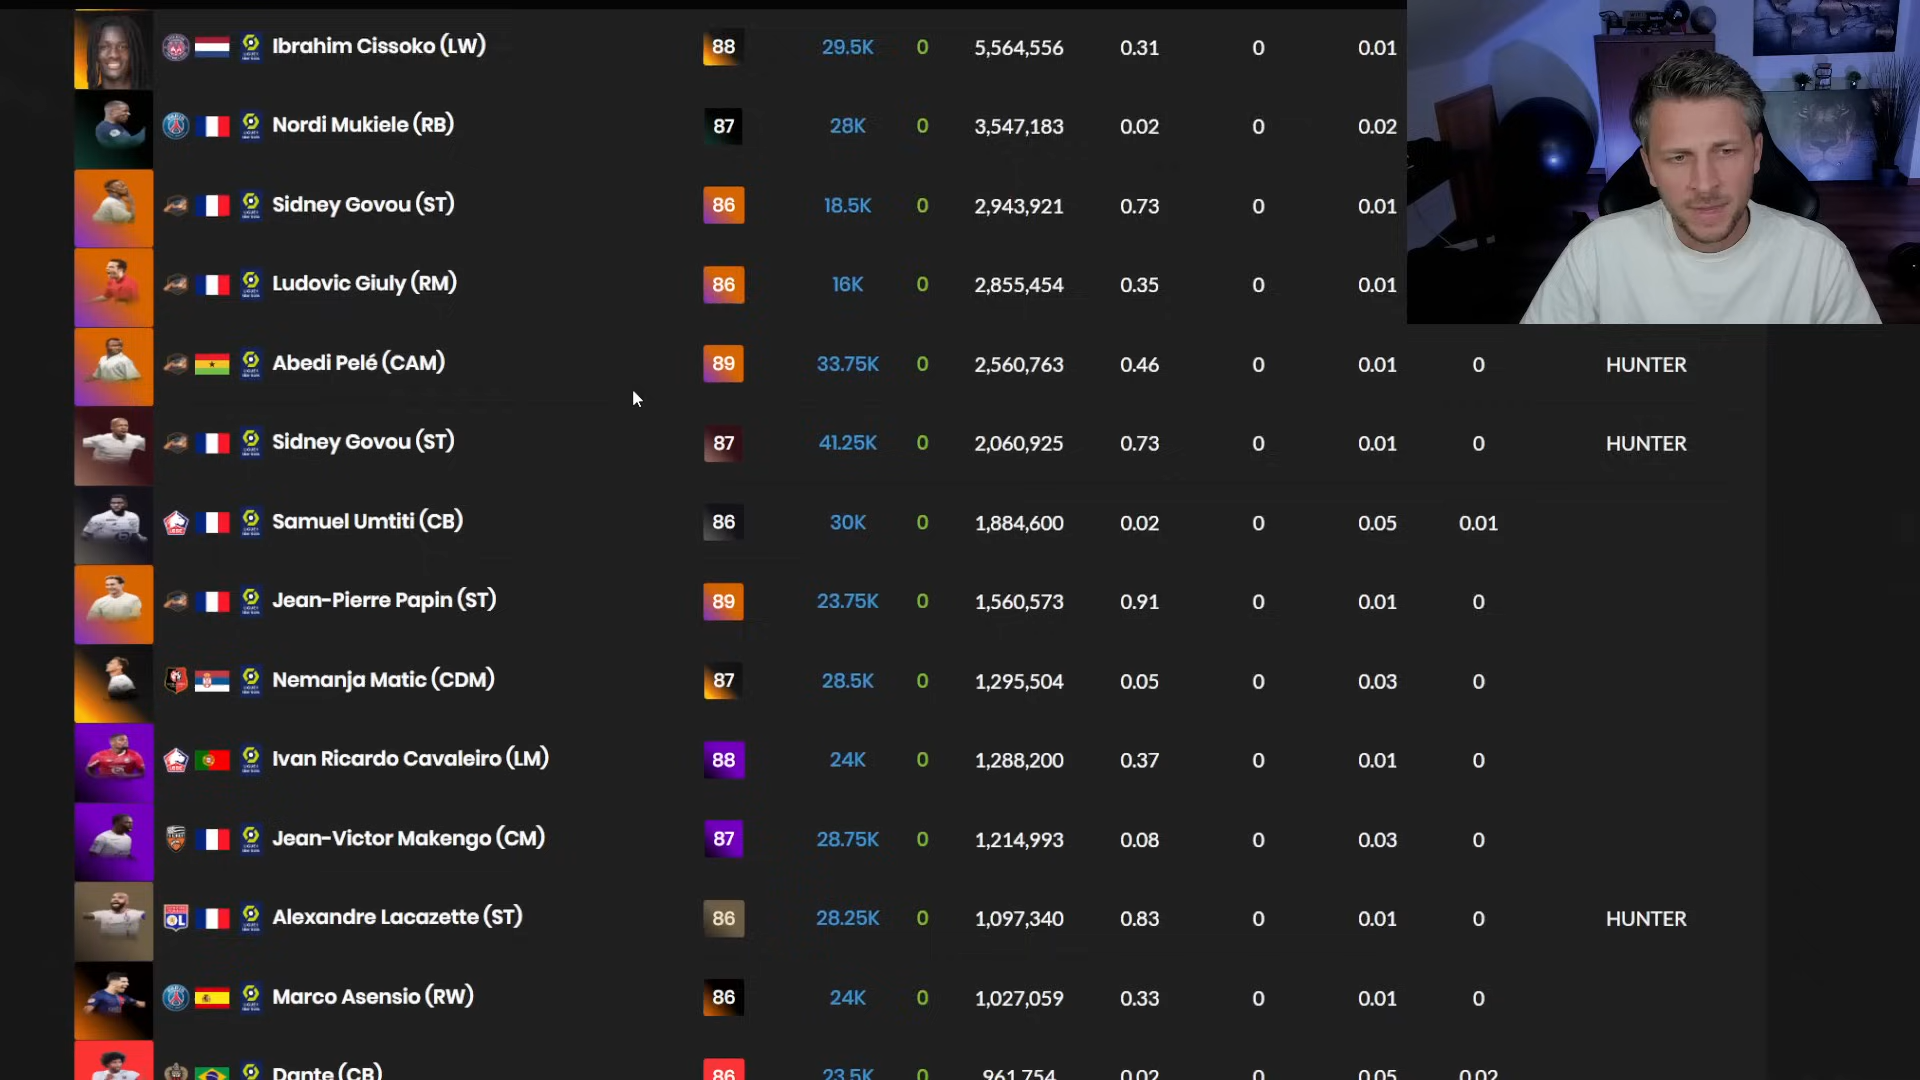 Ibrahim Cissoko (LW) 88 29.5K 0 5,564,556 0.31 0 0.01
Nordi Mukiele (RB) 87 28K 0 3,547,183 0.02 0 0.02
Sidney Govou (ST) 86 18.5K 0 2,943,921 0.73 0 0.01
Ludovic Giuly (RM) 86 16K 0 2,855,454 0.35 0 0.01
Abedi Pelé (CAM) 89 33.75K 0 2,560,763 0.46 0 0.01 0 HUNTER
Sidney Govou (ST) 87 41.25K 0 2,060,925 0.73 0 0.01 0 HUNTER
Samuel Umtiti (CB) 86 30K 0 1,884,600 0.02 0 0.05 0.01
Jean-Pierre Papin (ST) 89 23.75K 0 1,560,573 0.91 0 0.01 0
Nemanja Matic (CDM) 87 28.5K 0 1,295,504 0.05 0 0.03 0
Ivan Ricardo Cavaleiro (LM) 88 24K 0 1,288,200 0.37 0 0.01 0
Jean-Victor Makengo (CM) 87 28.75K 0 1,214,993 0.08 0 0.03 0
Alexandre Lacazette (ST) 86 28.25K 0 1,097,340 0.83 0 0.01 0 HUNTER
Marco Asensio (RW) 86 24K 0 1,027,059 0.33 0 0.01 0
Dante (CB) 86 23.5K 0 961,754 0.02 0 0.05 0.02